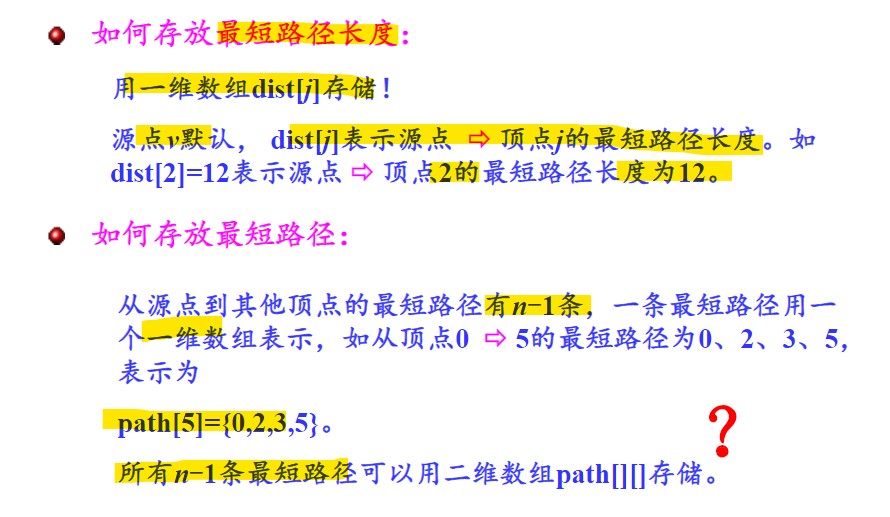 如何存放最短路径长度：
用一维数组dist[j]存储！
源点v默认， dist[j]表示源点 ⇨ 顶点j的最短路径长度。如
dist[2]=12表示源点 ⇨ 顶点2的最短路径长度为12。
如何存放最短路径：
从源点到其他顶点的最短路径有n-1条，一条最短路径用一
个一维数组表示，如从顶点0 ⇨ 5的最短路径为0、2、3、5，
表示为
path[5]={0,2,3,5}。
？
所有n-1条最短路径可以用二维数组path[][]存储。